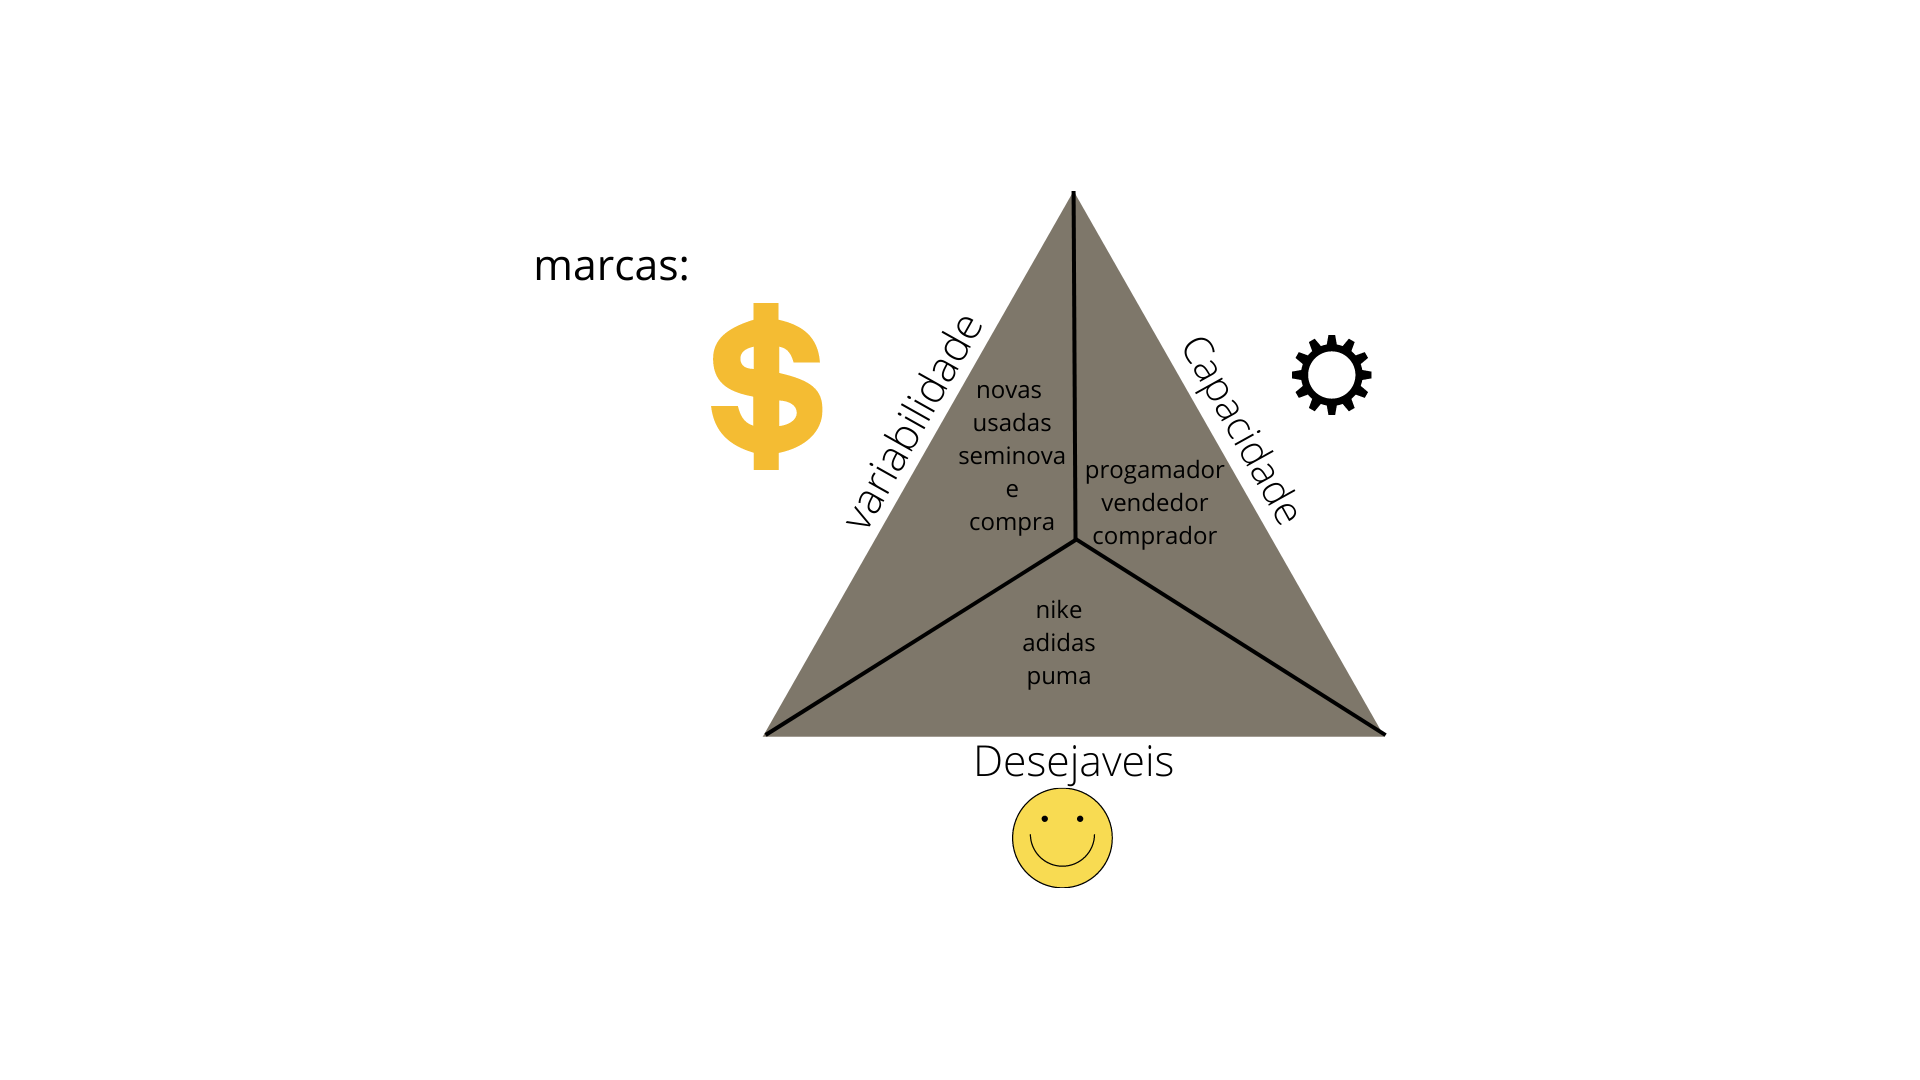 marcas:
variabilidade
novas
usadas
seminova
e
compra
Capacidade
progamador
vendedor
comprador
nike
adidas
puma
Desejaveis